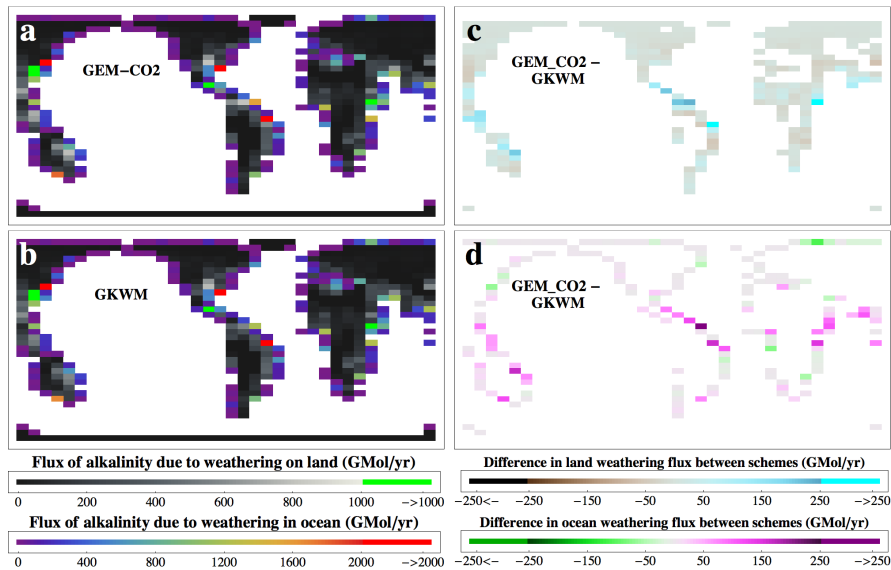 a
GEM−CO2
c
GEM_CO2 −
GKWM
b
GKWM
d
GEM_CO2 −
GKWM
Flux of alkalinity due to weathering on land (GMol/yr)
0 200 400 600 800 1000 −>1000
Flux of alkalinity due to weathering in ocean (GMol/yr)
0 400 800 1200 1600 2000 −>2000
Difference in land weathering flux between schemes (GMol/yr)
−250<− −250 −150 −50 50 150 250 −>250
Difference in ocean weathering flux between schemes (GMol/yr)
−250<− −250 −150 −50 50 150 250 −>250